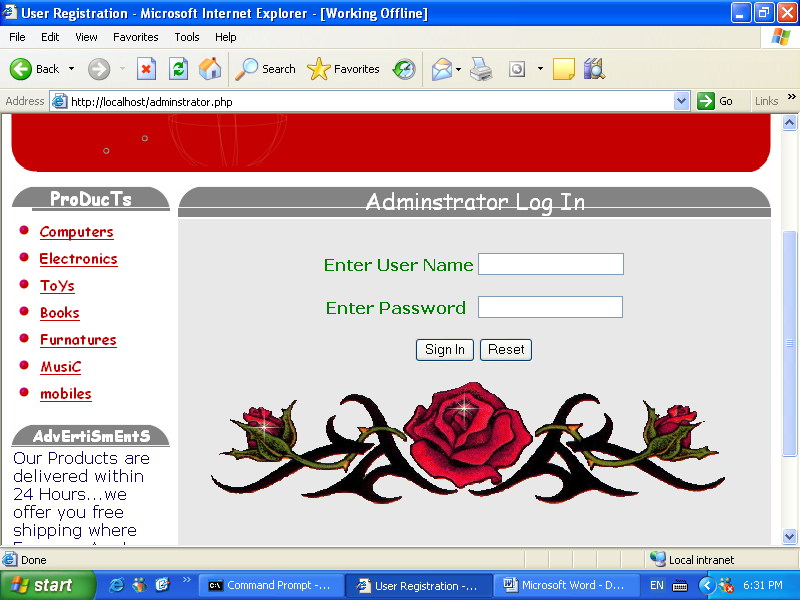 User Registration - Microsoft Internet Explorer - [Working Offline]
File Edit View Favorites Tools Help
Back Search Favorites
Address http://localhost/adminstrator.php Go Links »
ProDucTs
Computers
Electronics
ToYs
Books
Furnatures
MusiC
mobiles
AdvErtiSmEntS
Our Products are
delivered within
24 Hours...we
offer you free
shipping where
Adminstrator Log In
Enter User Name
Enter Password
Sign In Reset
Done Local intranet
start » Command Prompt -... User Registration -... Microsoft Word - D... EN 6:31 PM